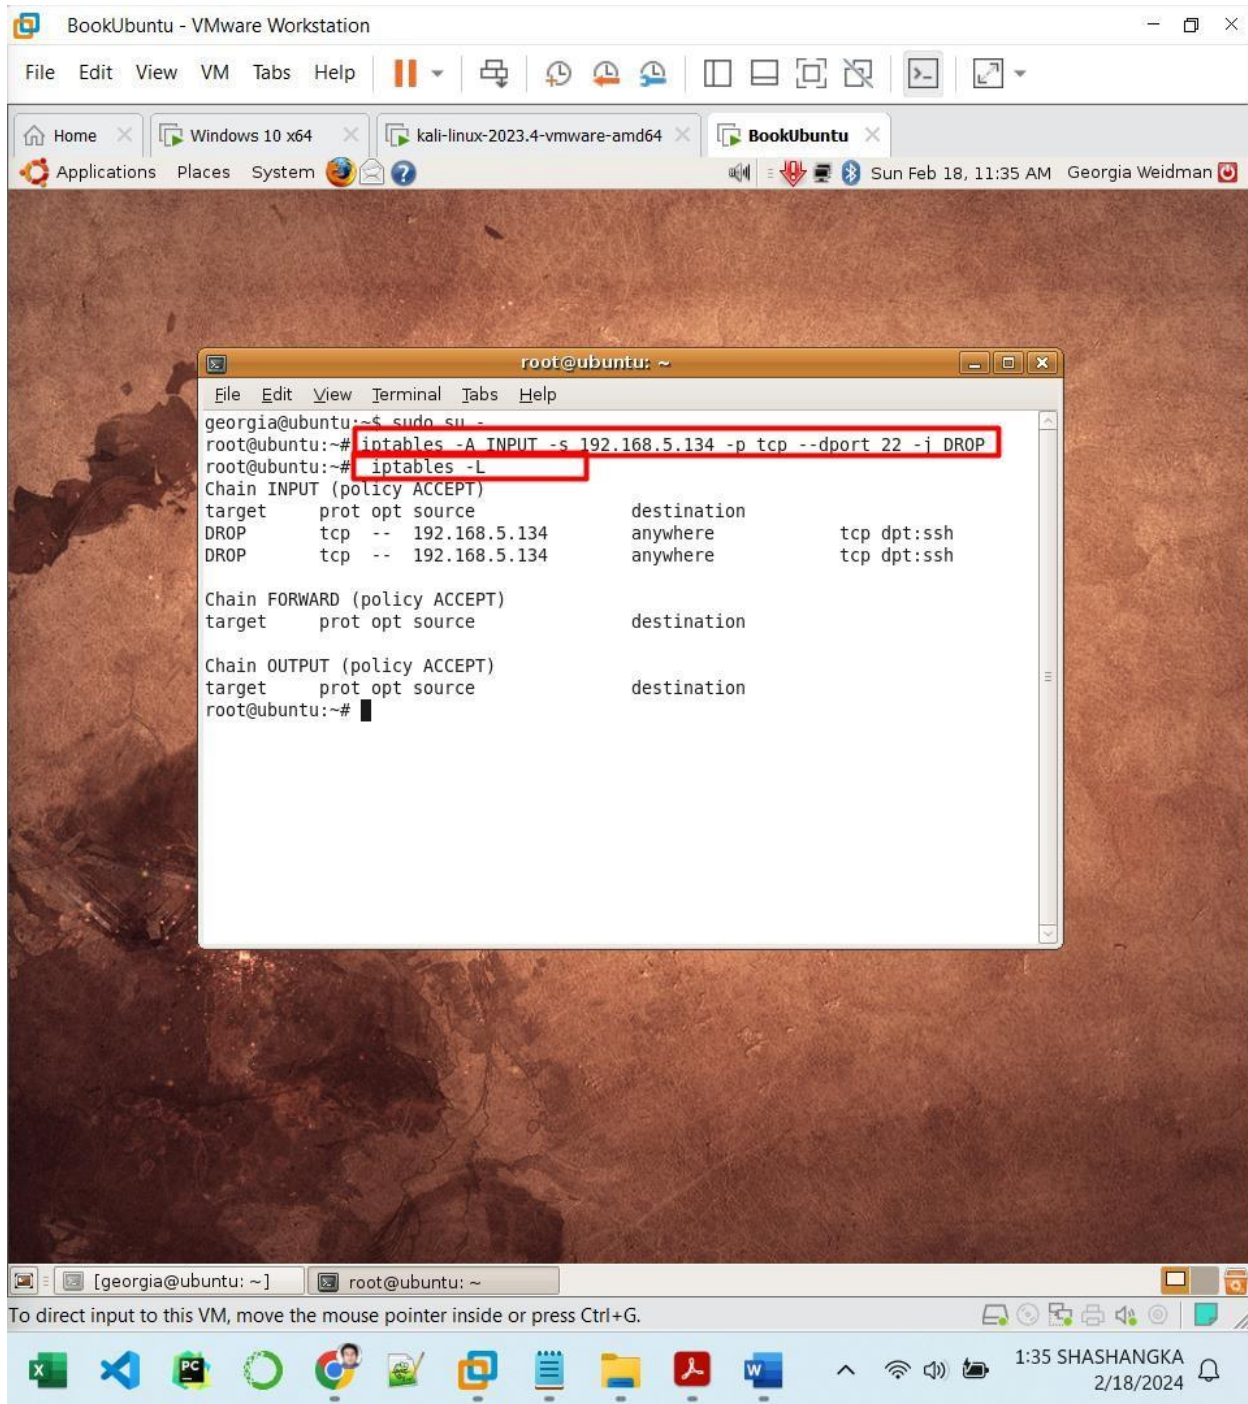 BookUbuntu - VMware Workstation
File Edit View VM Tabs Help
Home Windows 10 x64 kali-linux-2023.4-vmware-amd64 BookUbuntu
Applications Places System Sun Feb 18, 11:35 AM Georgia Weidman
root@ubuntu: ~
File Edit View Terminal Tabs Help
georgia@ubuntu:~$ sudo su -
root@ubuntu:~# iptables -A INPUT -s 192.168.5.134 -p tcp --dport 22 -j DROP
root@ubuntu:~# iptables -L
Chain INPUT (policy ACCEPT)
target prot opt source destination
DROP tcp -- 192.168.5.134 anywhere tcp dpt:ssh
DROP tcp -- 192.168.5.134 anywhere tcp dpt:ssh
Chain FORWARD (policy ACCEPT)
target prot opt source destination
Chain OUTPUT (policy ACCEPT)
target prot opt source destination
root@ubuntu:~#
[georgia@ubuntu: ~] root@ubuntu: ~
To direct input to this VM, move the mouse pointer inside or press Ctrl+G.
1:35 SHASHANGKA
2/18/2024